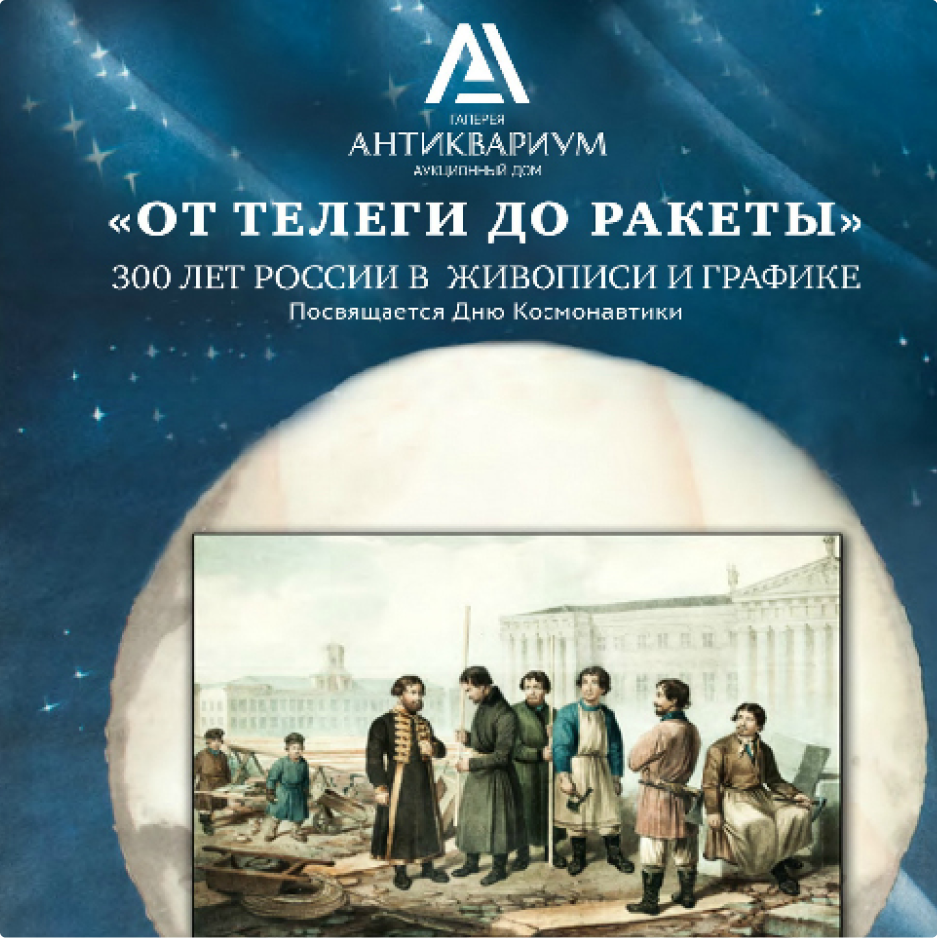 ГАЛЕРЕЯ
АНТИКВАРИУМ
АУКЦИОННЫЙ ДОМ
«ОТ ТЕЛЕГИ ДО РАКЕТЫ»
300 ЛЕТ РОССИИ В ЖИВОПИСИ И ГРАФИКЕ
Посвящается Дню Космонавтики